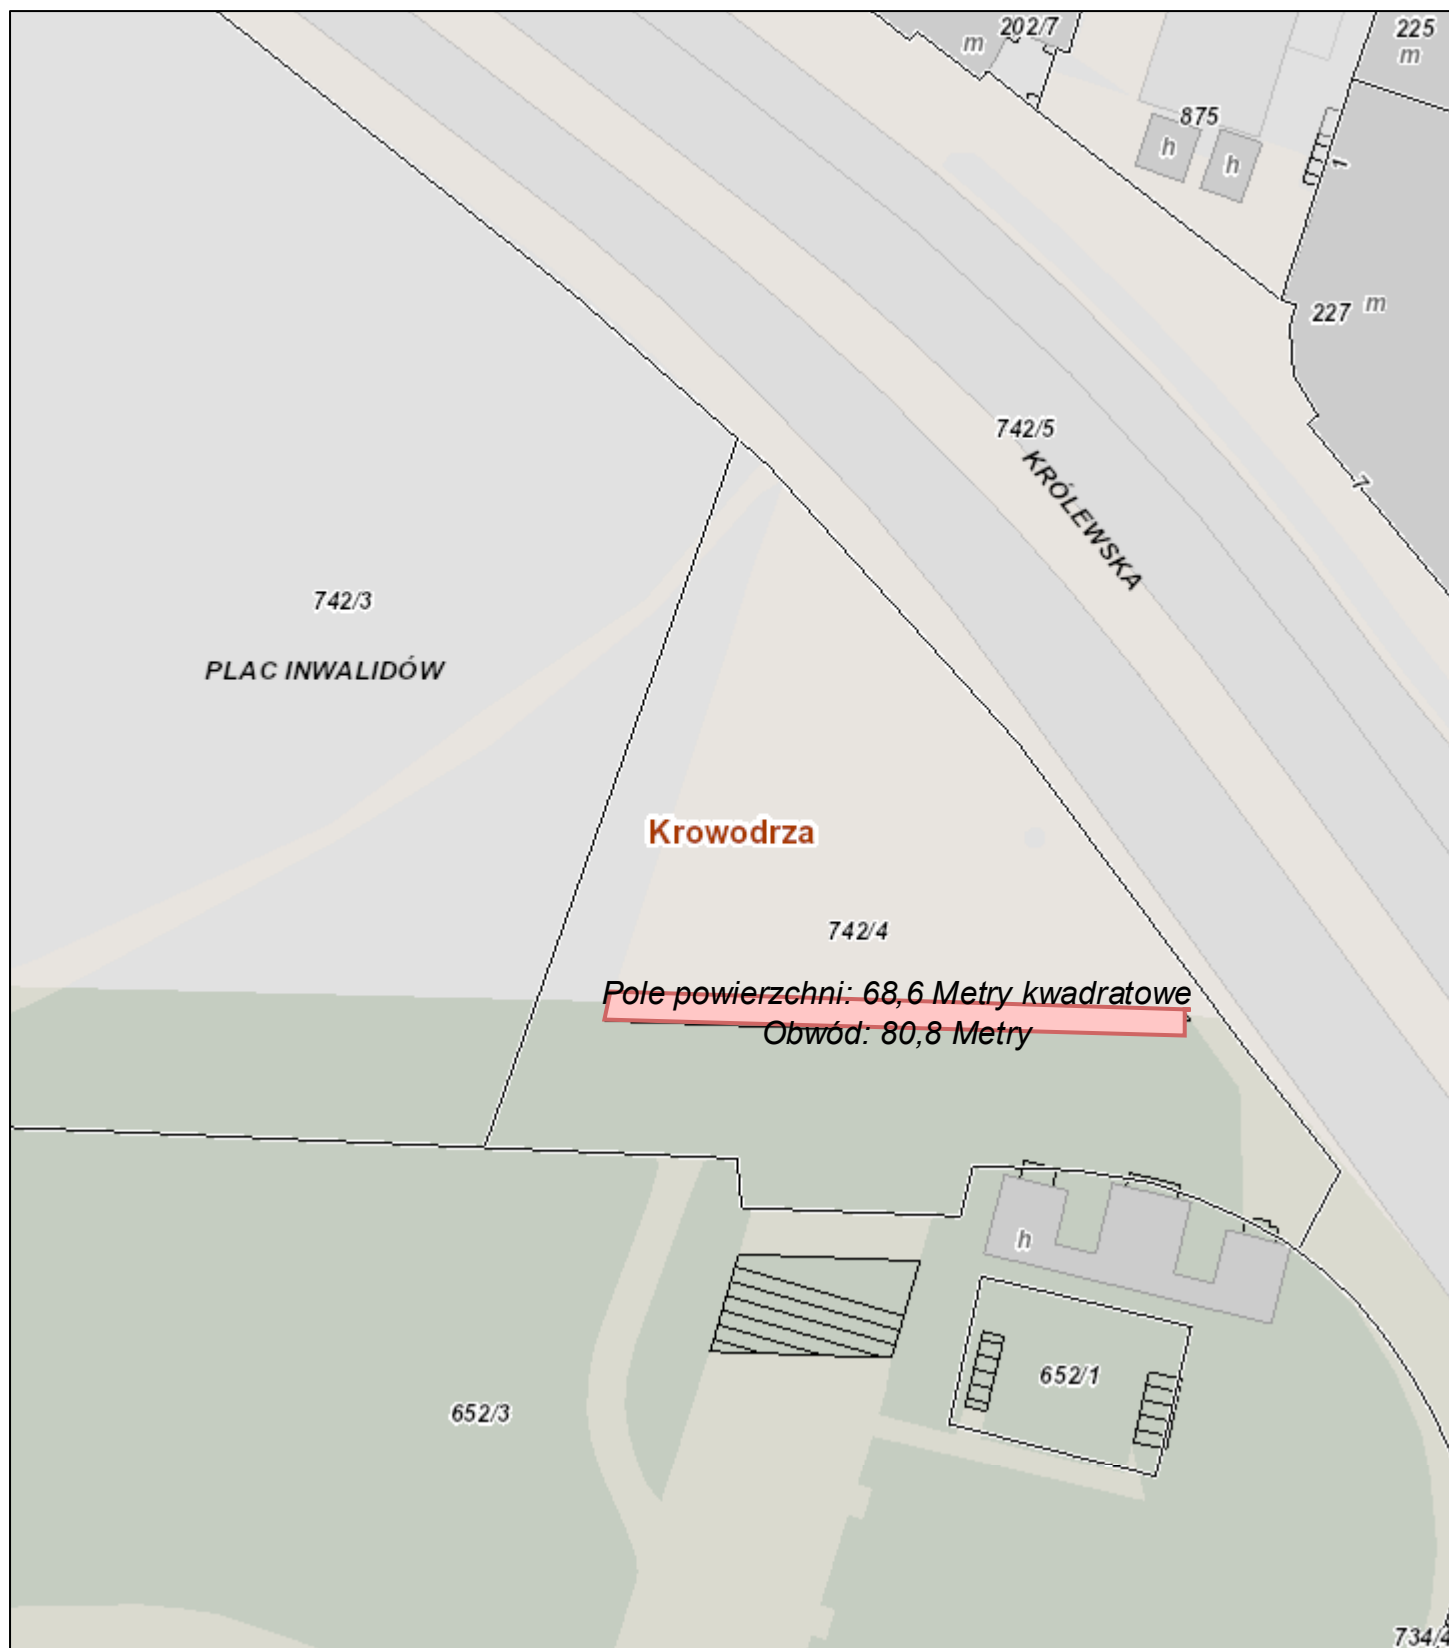 202/7
m
225
m
875
h
h
1
227 m
742/5
KRÓLEWSKA
7
742/3
PLAC INWALIDÓW
Krowodrza
742/4
Pole powierzchni: 68,6 Metry kwadratowe
Obwód: 80,8 Metry
h
652/1
652/3
734/4